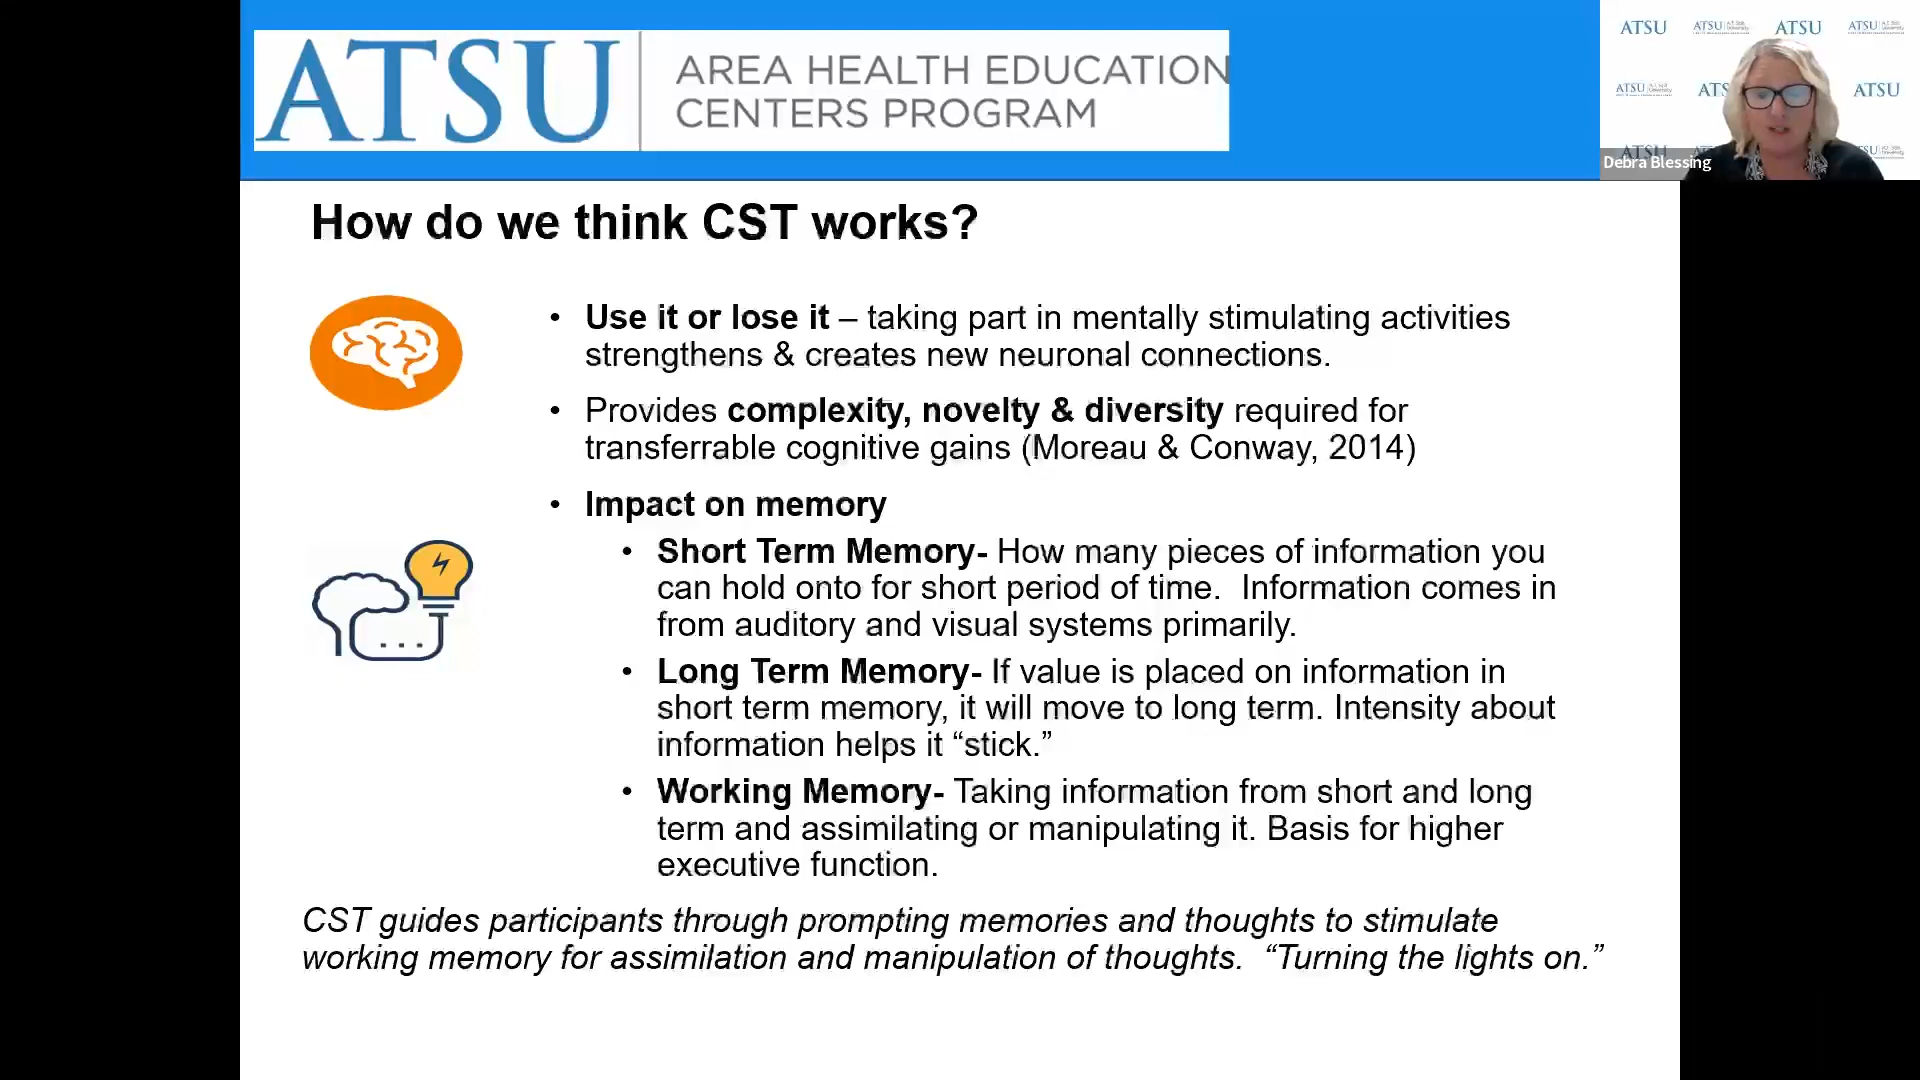 ATSU
AREA HEALTH EDUCATION
CENTERS PROGRAM
ATSU
ATSU
ATSU
ATSU
ATSU
ATSU
ATSU
Debra Blessing
How do we think CST works?
• Use it or lose it – taking part in mentally stimulating activities
strengthens & creates new neuronal connections.
• Provides complexity, novelty & diversity required for
transferrable cognitive gains (Moreau & Conway, 2014)
• Impact on memory
• Short Term Memory- How many pieces of information you
can hold onto for short period of time. Information comes in
from auditory and visual systems primarily.
• Long Term Memory- If value is placed on information in
short term memory, it will move to long term. Intensity about
information helps it “stick.”
• Working Memory- Taking information from short and long
term and assimilating or manipulating it. Basis for higher
executive function.
CST guides participants through prompting memories and thoughts to stimulate
working memory for assimilation and manipulation of thoughts. “Turning the lights on.”